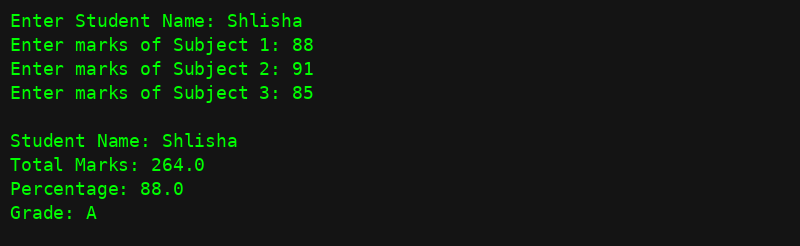 Enter Student Name: Shlisha
Enter marks of Subject 1: 88
Enter marks of Subject 2: 91
Enter marks of Subject 3: 85
Student Name: Shlisha
Total Marks: 264.0
Percentage: 88.0
Grade: A